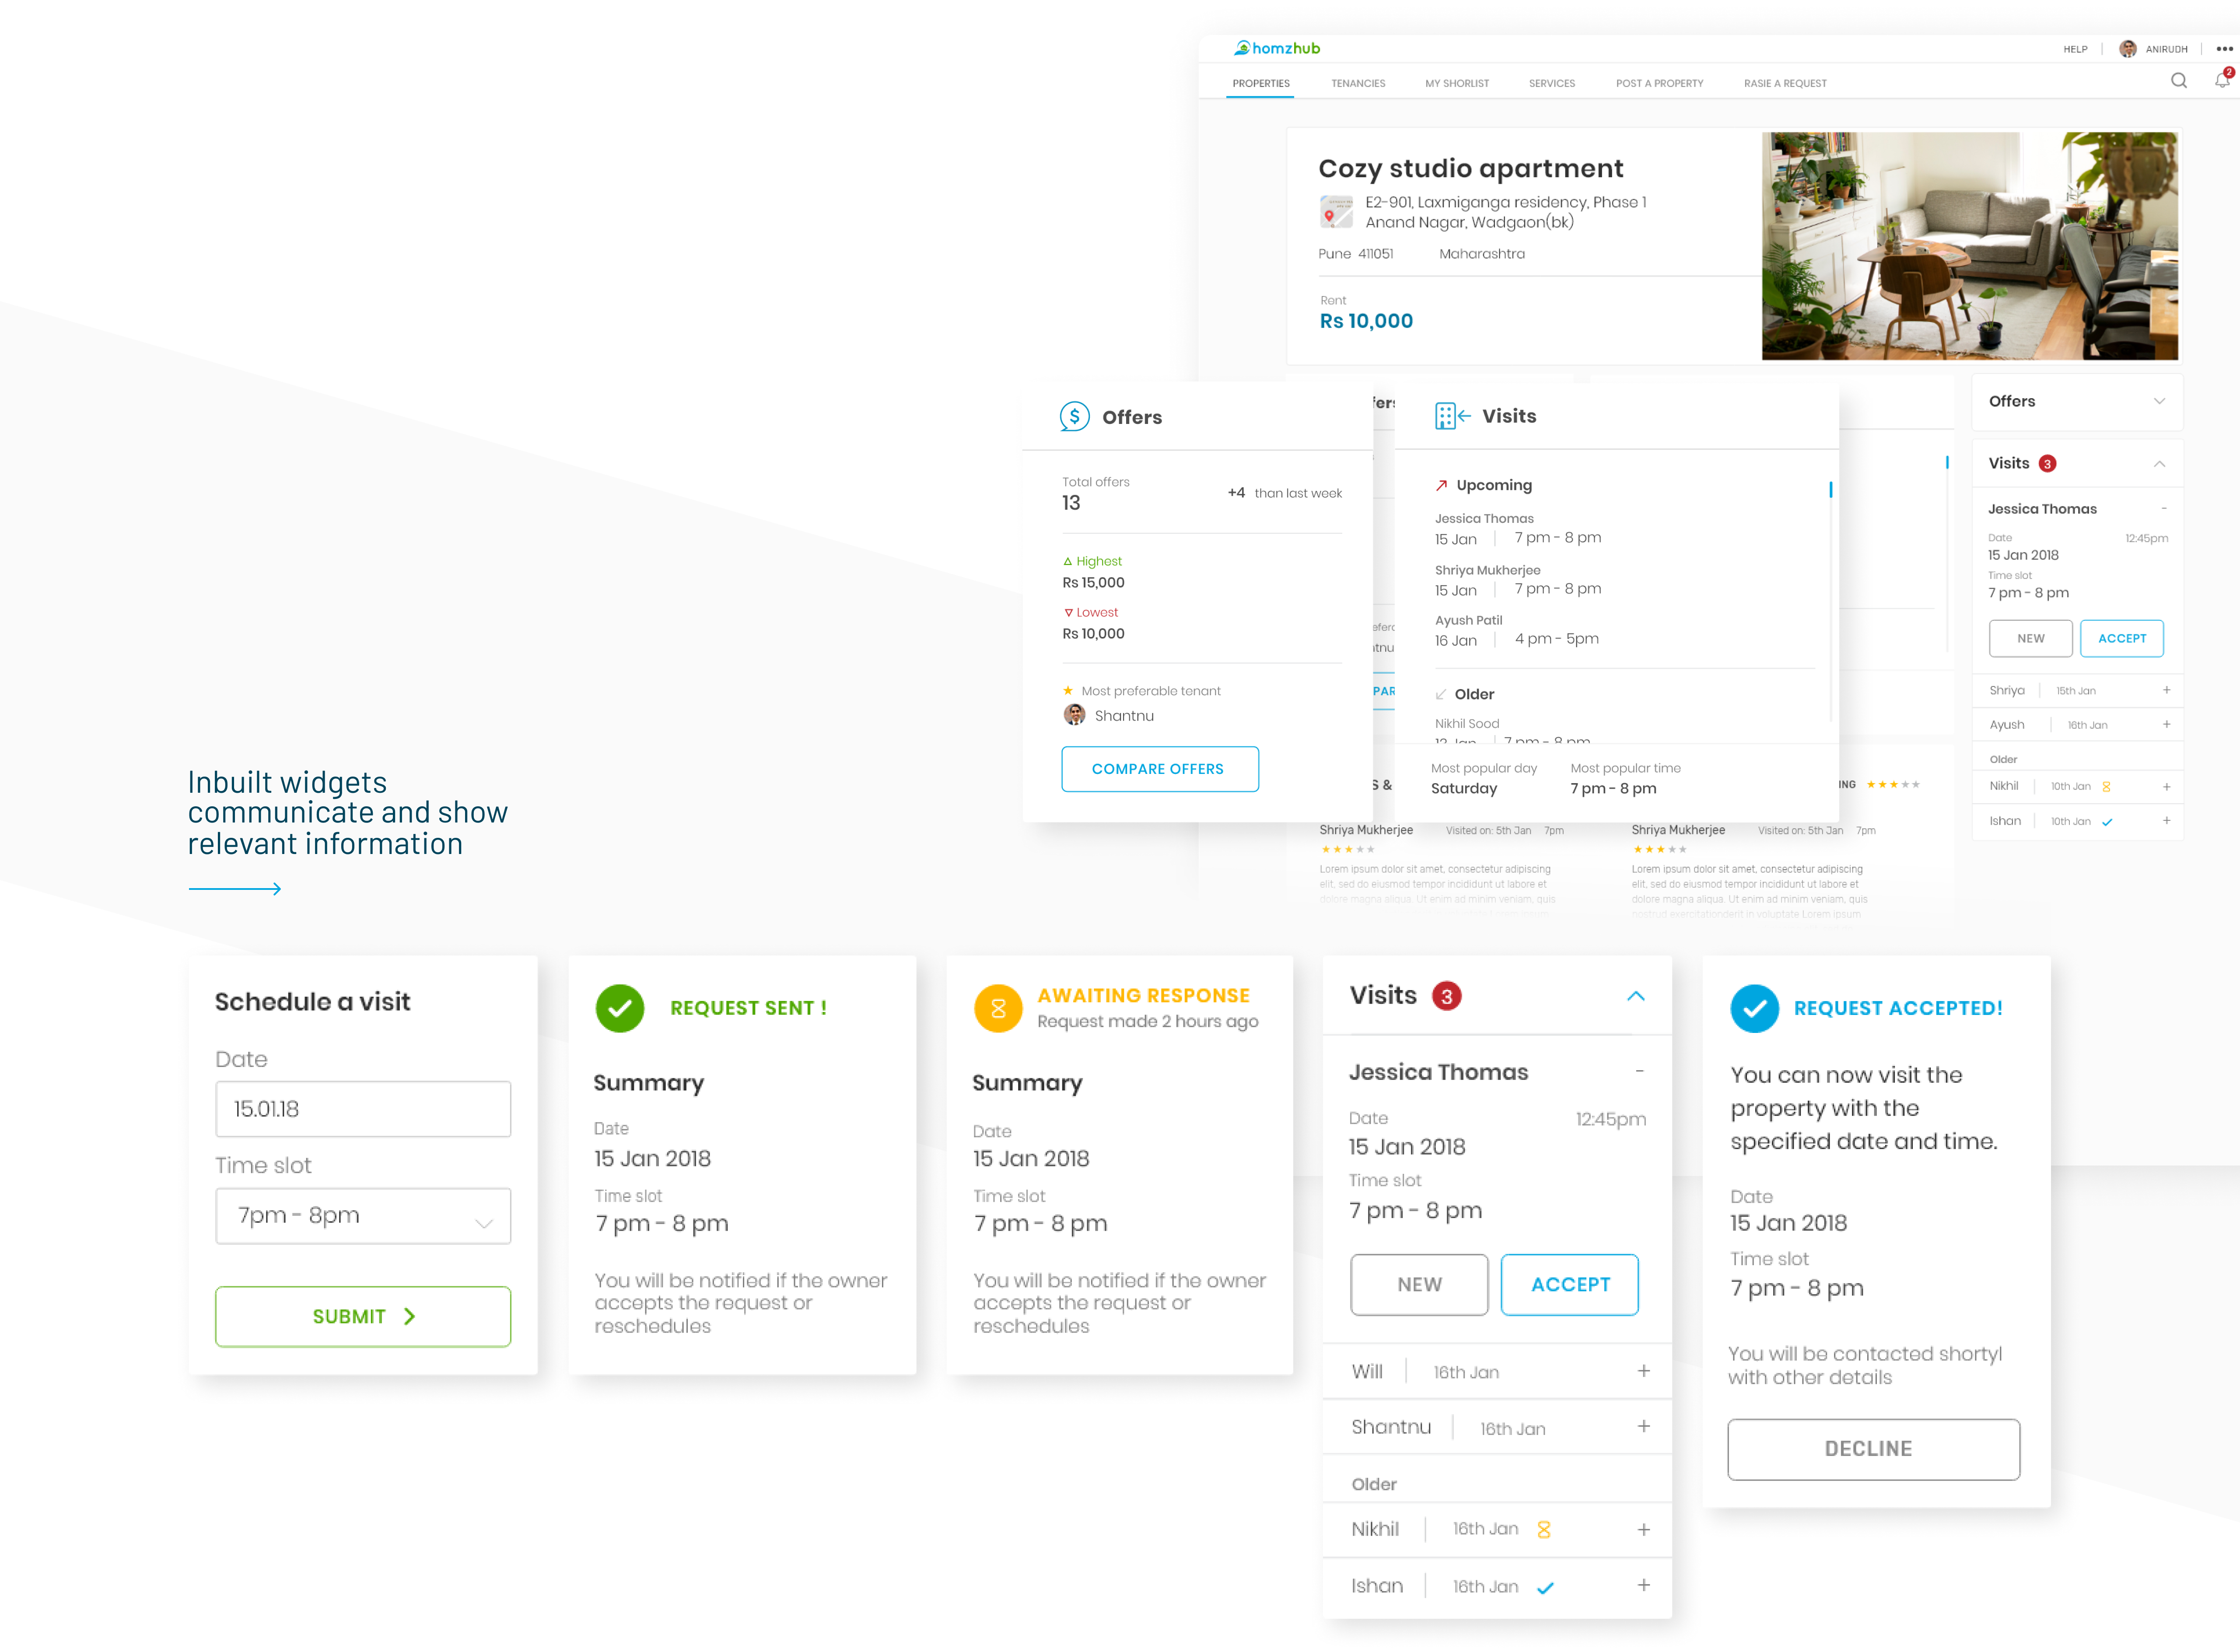 homzhub
HELP
ANIRUDH
PROPERTIES
TENANCIES
MY SHORLIST
SERVICES
POST A PROPERTY
RASIE A REQUEST
2
Cozy studio apartment
E2-901, Laxmiganga residency, Phase 1
Anand Nagar, Wadgaon(bk)
Pune 411051 Maharashtra
Rent
Rs 10,000
Offers
Total offers
13
+4 than last week
Highest
Rs 15,000
Lowest
Rs 10,000
Most preferable tenant
Shantnu
COMPARE OFFERS
Visits
Upcoming
Jessica Thomas
15 Jan 7 pm - 8 pm
Shriya Mukherjee
15 Jan 7 pm - 8 pm
Ayush Patil
16 Jan 4 pm - 5pm
Older
Nikhil Sood
7 pm - 8 pm
Most popular day
Saturday
Most popular time
7 pm - 8 pm
Offers
Visits 3
Jessica Thomas -
Date 12:45pm
15 Jan 2018
Time slot
7 pm - 8 pm
NEW
ACCEPT
Shriya 15th Jan +
Ayush 16th Jan +
Older
Nikhil 10th Jan +
Ishan 10th Jan +
Shriya Mukherjee Visited on: 5th Jan 7pm
Lorem ipsum dolor sit amet, consectetur adipiscing
elit, sed do eiusmod tempor incididunt ut labore et
dolore magna aliqua. Ut enim ad minim veniam, quis
Shriya Mukherjee Visited on: 5th Jan 7pm
Lorem ipsum dolor sit amet, consectetur adipiscing
elit, sed do eiusmod tempor incididunt ut labore et
dolore magna aliqua. Ut enim ad minim veniam, quis
Inbuilt widgets
communicate and show
relevant information
Schedule a visit
Date
15.01.18
Time slot
7pm - 8pm
SUBMIT
REQUEST SENT !
Summary
Date
15 Jan 2018
Time slot
7 pm - 8 pm
You will be notified if the owner
accepts the request or
reschedules
AWAITING RESPONSE
Request made 2 hours ago
Summary
Date
15 Jan 2018
Time slot
7 pm - 8 pm
You will be notified if the owner
accepts the request or
reschedules
Visits 3
Jessica Thomas -
Date 12:45pm
15 Jan 2018
Time slot
7 pm - 8 pm
NEW
ACCEPT
Will 16th Jan +
Shantnu 16th Jan +
Older
Nikhil 16th Jan +
Ishan 16th Jan +
REQUEST ACCEPTED!
You can now visit the
property with the
specified date and time.
Date
15 Jan 2018
Time slot
7 pm - 8 pm
You will be contacted shortyl
with other details
DECLINE